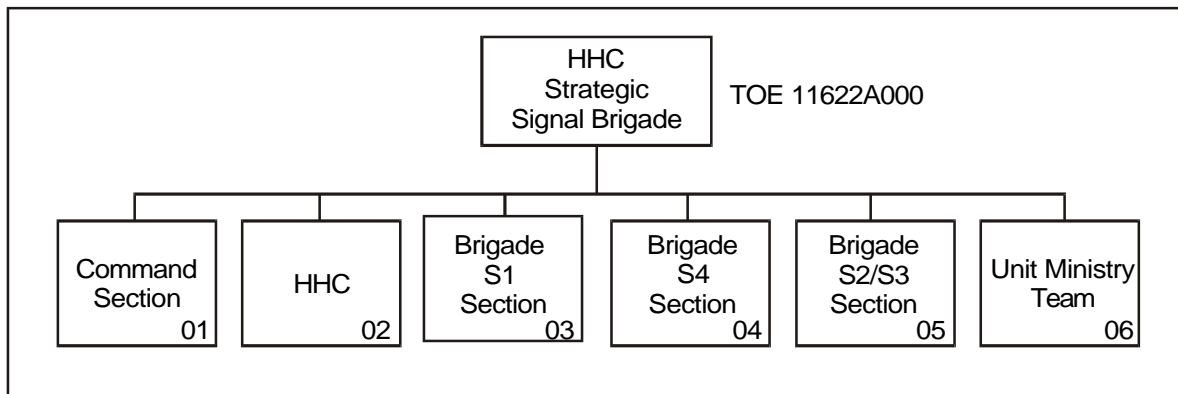 HHC
Strategic
Signal Brigade
TOE 11622A000
Command
Section
01
HHC
02
Brigade
S1
Section
03
Brigade
S4
Section
04
Brigade
S2/S3
Section
05
Unit Ministry
Team
06